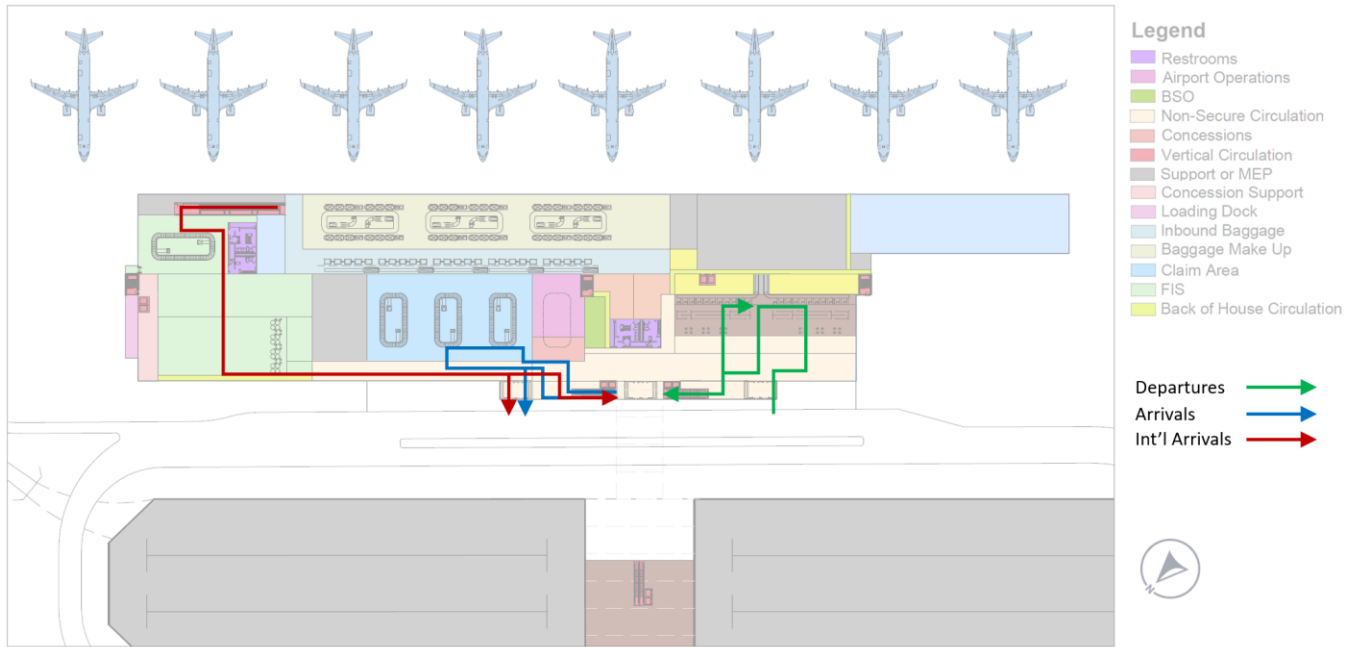 Legend
Restrooms
Airport Operations
BSO
Non-Secure Circulation
Concessions
Vertical Circulation
Support or MEP
Concession Support
Loading Dock
Inbound Baggage
Baggage Make Up
Claim Area
FIS
Back of House Circulation
Departures
Arrivals
Int'l Arrivals
N